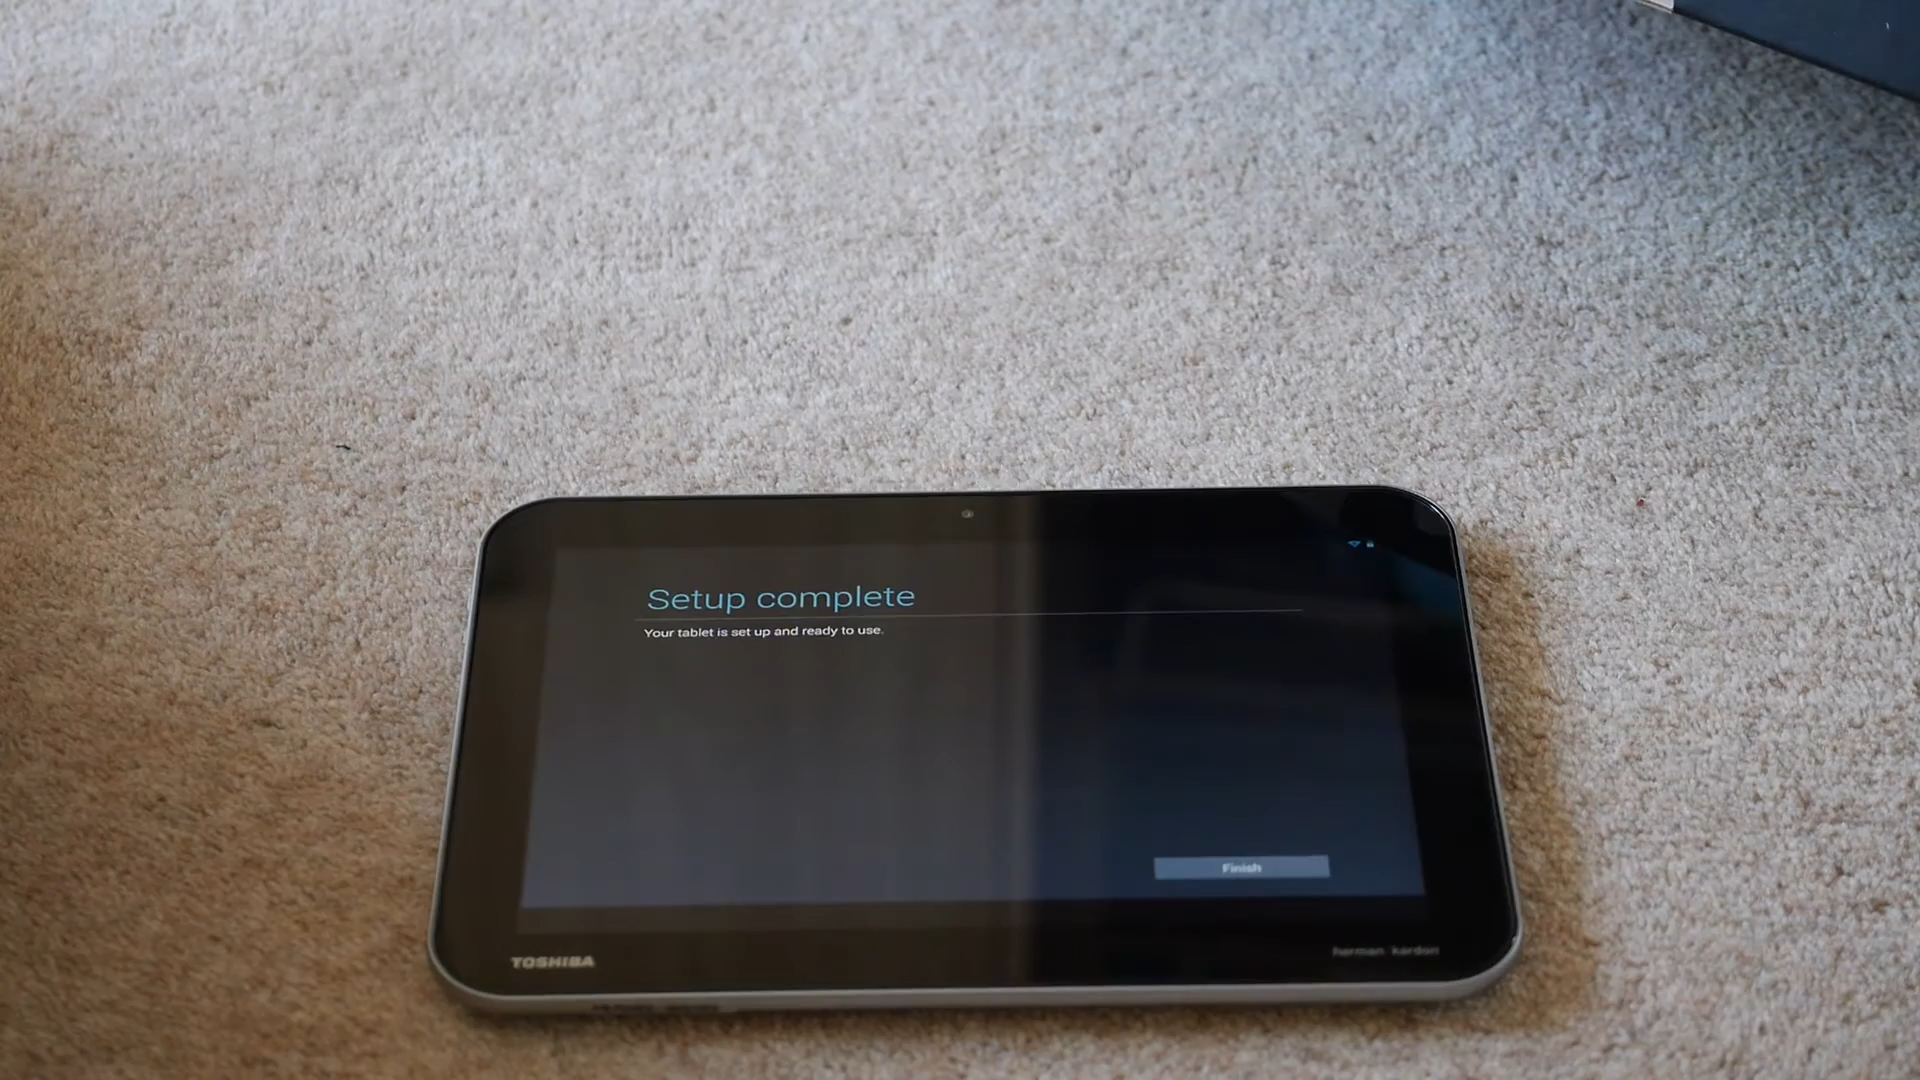 Setup complete
Your tablet is set up and ready to use.
Finish
TOSHIBA
harman / kardon